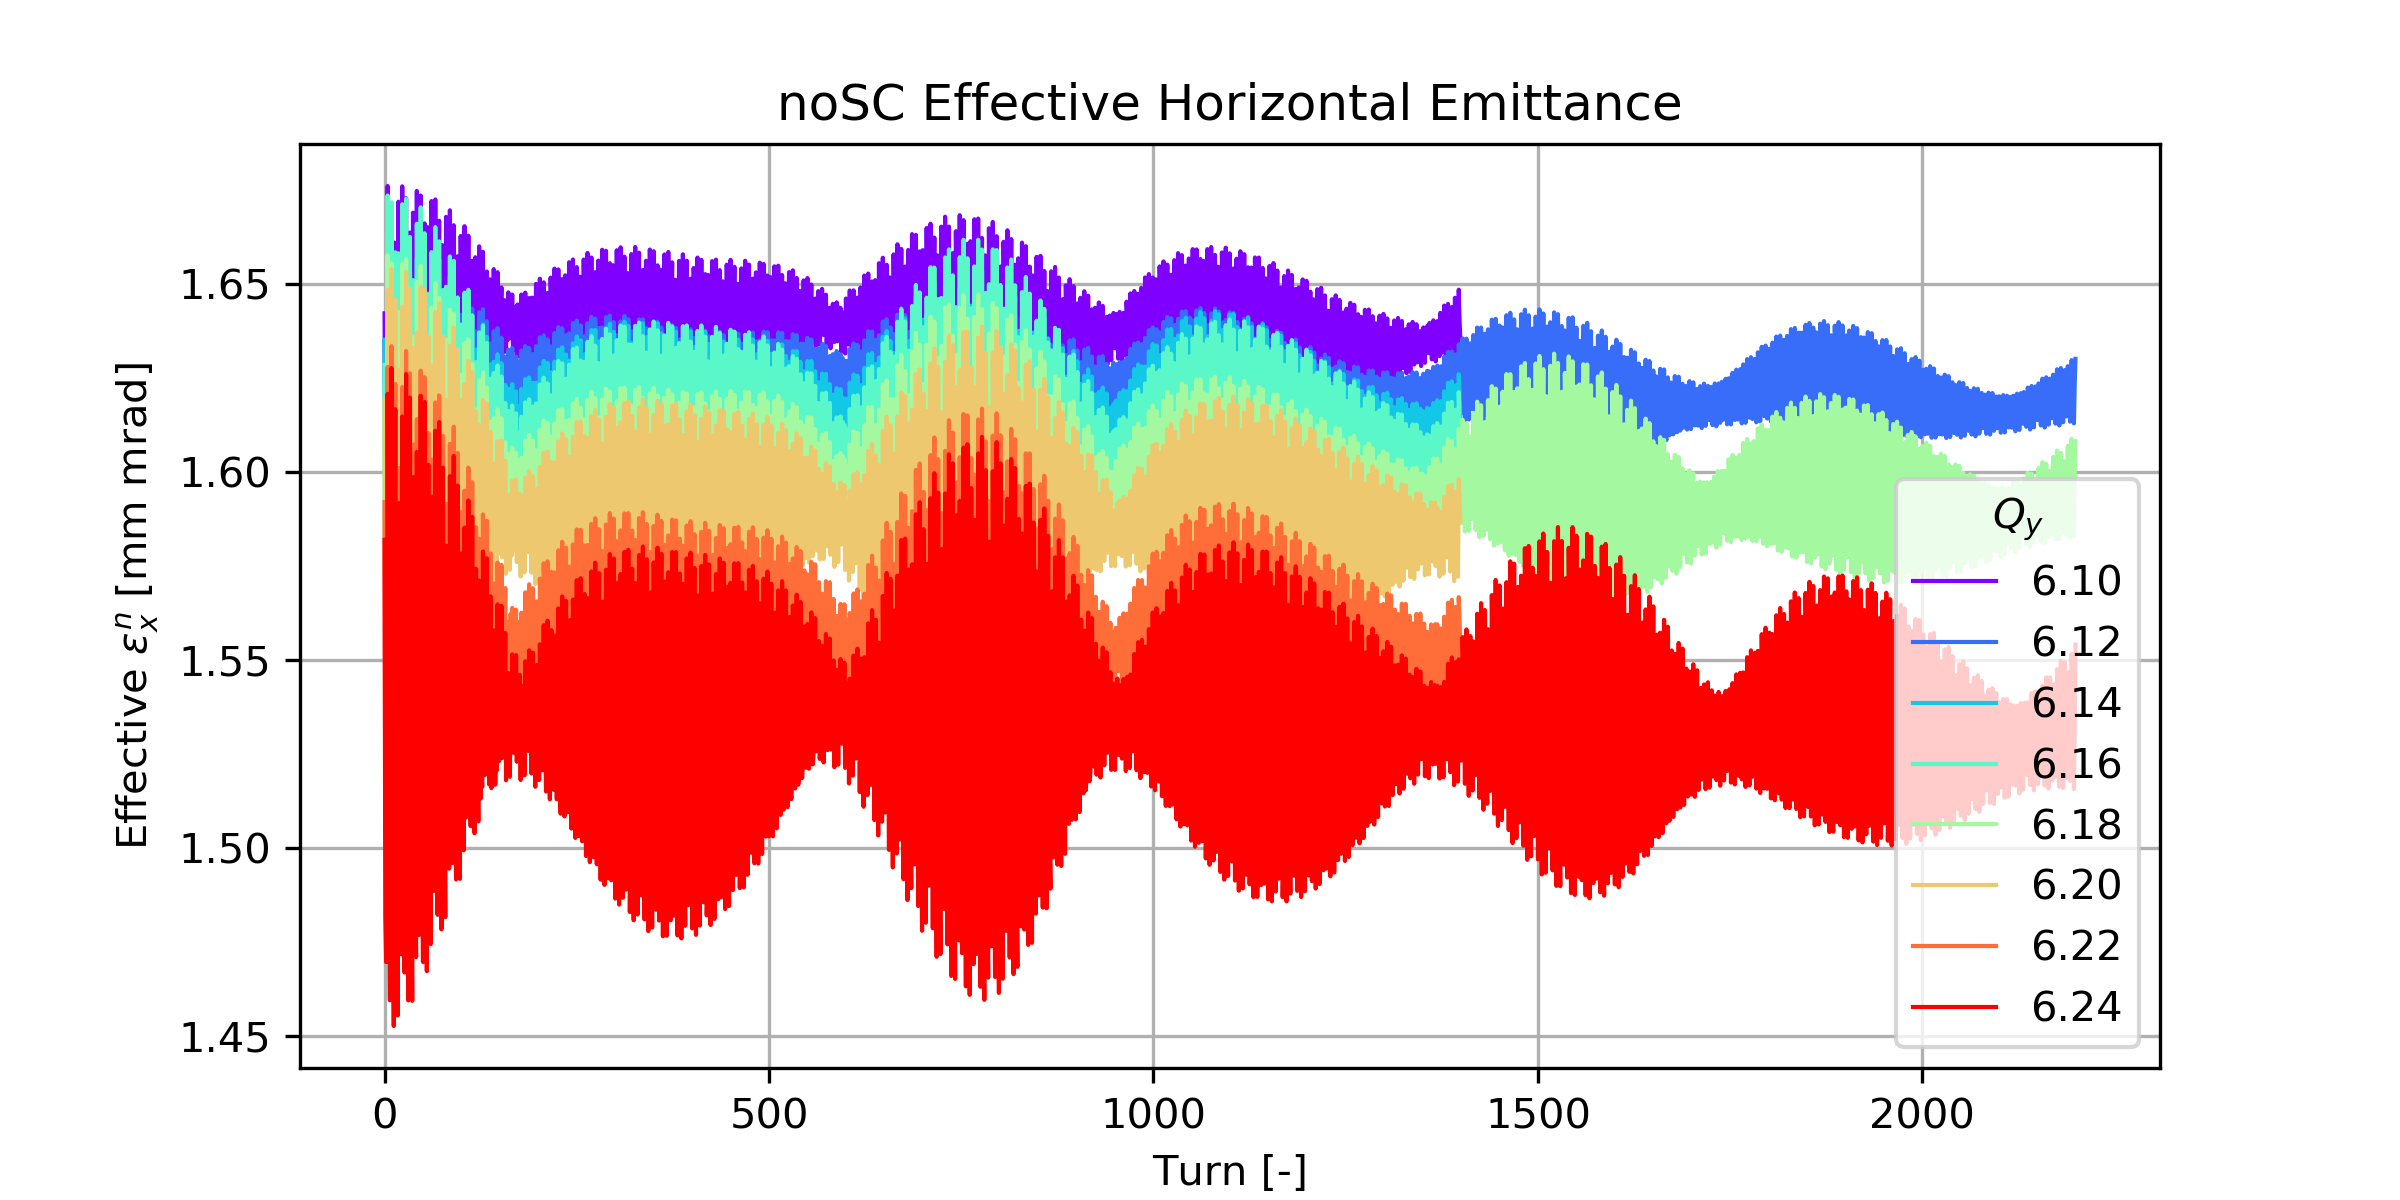 noSC Effective Horizontal Emittance
Effective εₓⁿ [mm mrad]
1.65
1.60
1.55
1.50
1.45
0 500 1000 1500 2000
Turn [-]
Q_y
6.10
6.12
6.14
6.16
6.18
6.20
6.22
6.24